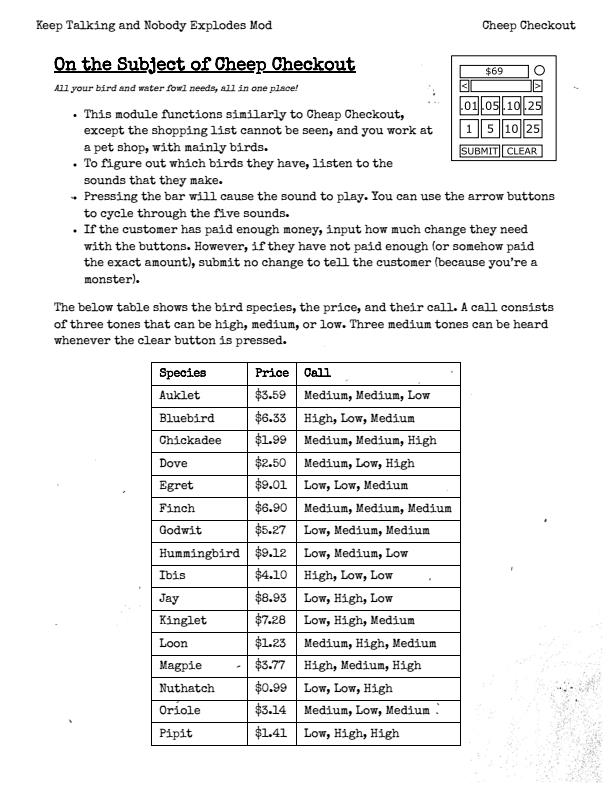 Keep Talking and Nobody Explodes Mod Cheep Checkout
On the Subject of Cheep Checkout
All your bird and water fowl needs, all in one place!
$69
< >
.01 .05 .10 .25
1 5 10 25
SUBMIT CLEAR
• This module functions similarly to Cheap Checkout,
except the shopping list cannot be seen, and you work at
a pet shop, with mainly birds.
• To figure out which birds they have, listen to the
sounds that they make.
• Pressing the bar will cause the sound to play. You can use the arrow buttons
to cycle through the five sounds.
• If the customer has paid enough money, input how much change they need
with the buttons. However, if they have not paid enough (or somehow paid
the exact amount), submit no change to tell the customer (because you're a
monster).
The below table shows the bird species, the price, and their call. A call consists
of three tones that can be high, medium, or low. Three medium tones can be heard
whenever the clear button is pressed.
Species Price Call
Auklet $3.59 Medium, Medium, Low
Bluebird $6.33 High, Low, Medium
Chickadee $1.99 Medium, Medium, High
Dove $2.50 Medium, Low, High
Egret $9.01 Low, Low, Medium
Finch $6.90 Medium, Medium, Medium
Godwit $5.27 Low, Medium, Medium
Hummingbird $9.12 Low, Medium, Low
Ibis $4.10 High, Low, Low
Jay $8.93 Low, High, Low
Kinglet $7.28 Low, High, Medium
Loon $1.23 Medium, High, Medium
Magpie $3.77 High, Medium, High
Nuthatch $0.99 Low, Low, High
Oriole $3.14 Medium, Low, Medium
Pipit $1.41 Low, High, High